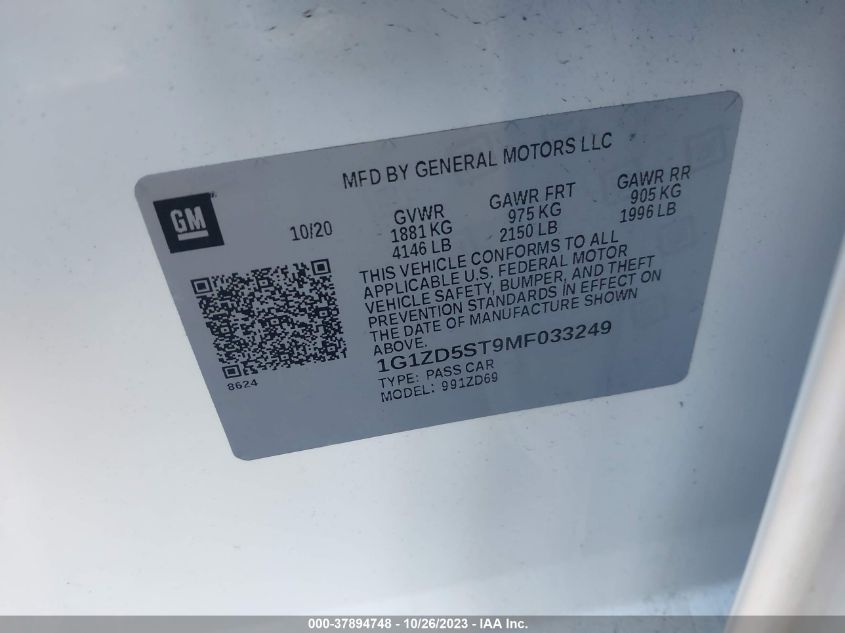 MFD BY GENERAL MOTORS LLC
GM
10/20
GVWR
1881 KG
4146 LB
GAWR FRT
975 KG
2150 LB
GAWR RR
905 KG
1996 LB
THIS VEHICLE CONFORMS TO ALL
APPLICABLE U.S. FEDERAL MOTOR
VEHICLE SAFETY, BUMPER, AND THEFT
PREVENTION STANDARDS IN EFFECT ON
THE DATE OF MANUFACTURE SHOWN
ABOVE.
1G1ZD5ST9MF033249
TYPE: PASS CAR
MODEL: 991ZD69
8624
000-37894748 - 10/26/2023 - IAA Inc.